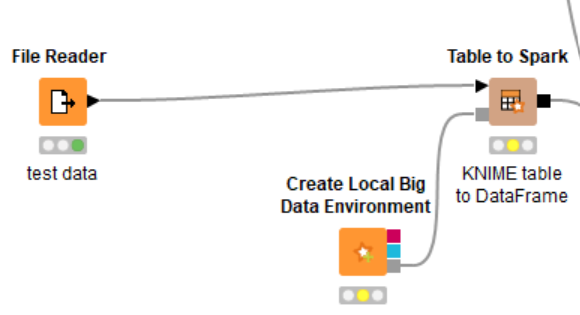 File Reader
test data
Table to Spark
KNIME table
to DataFrame
Create Local Big
Data Environment